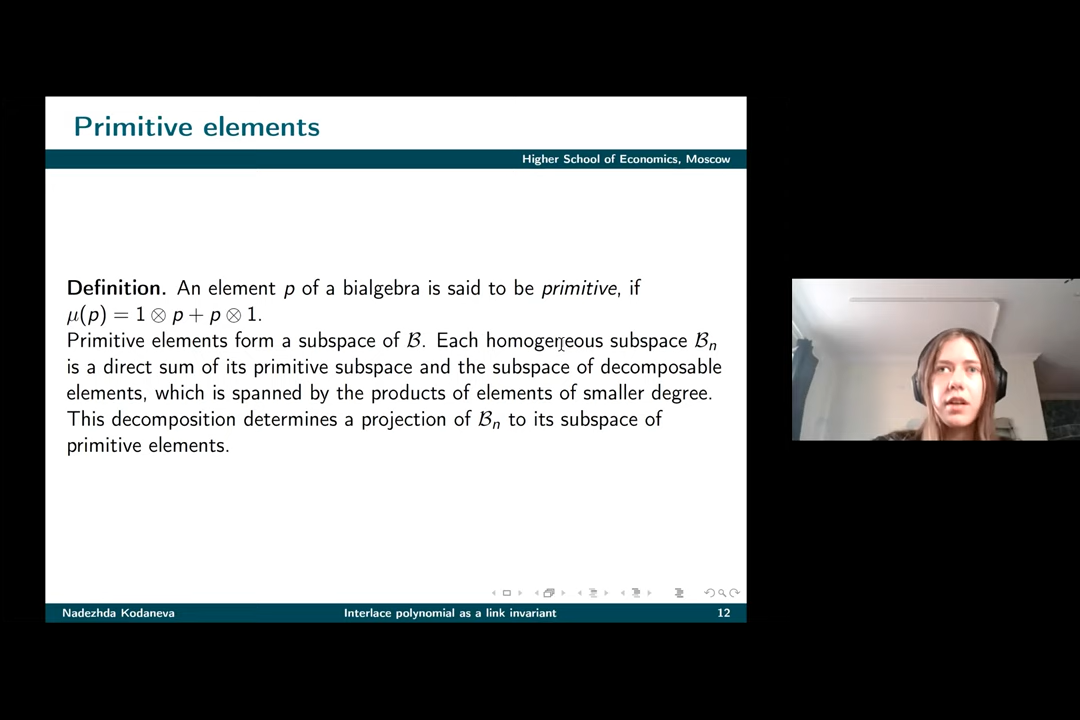 Primitive elements
Higher School of Economics, Moscow
Definition. An element p of a bialgebra is said to be primitive, if
μ(p) = 1 ⊗ p + p ⊗ 1.
Primitive elements form a subspace of ℬ. Each homogeneous subspace ℬₙ
is a direct sum of its primitive subspace and the subspace of decomposable
elements, which is spanned by the products of elements of smaller degree.
This decomposition determines a projection of ℬₙ to its subspace of
primitive elements.
Nadezhda Kodaneva Interlace polynomial as a link invariant 12